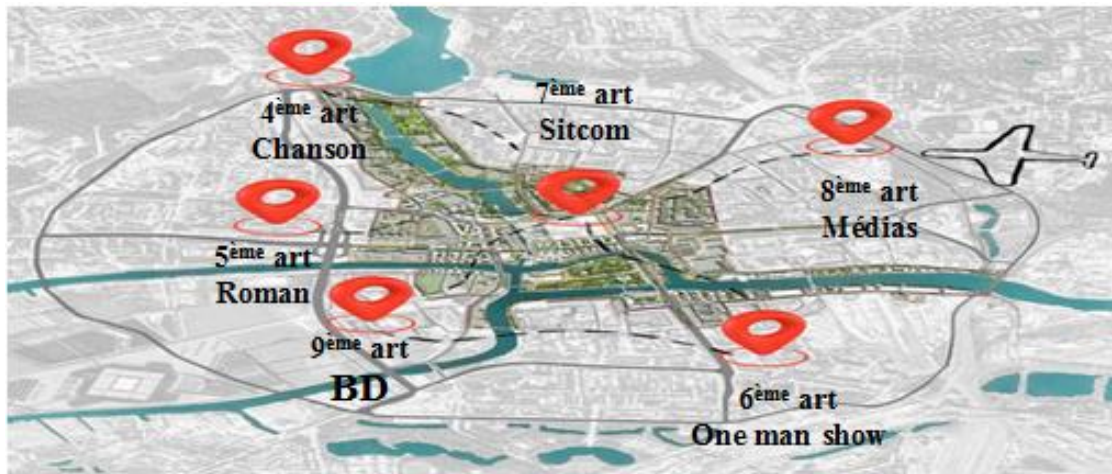 4ème art
Chanson
7ème art
Sitcom
8ème art
Médias
5ème art
Roman
9ème art
BD
6ème art
One man show